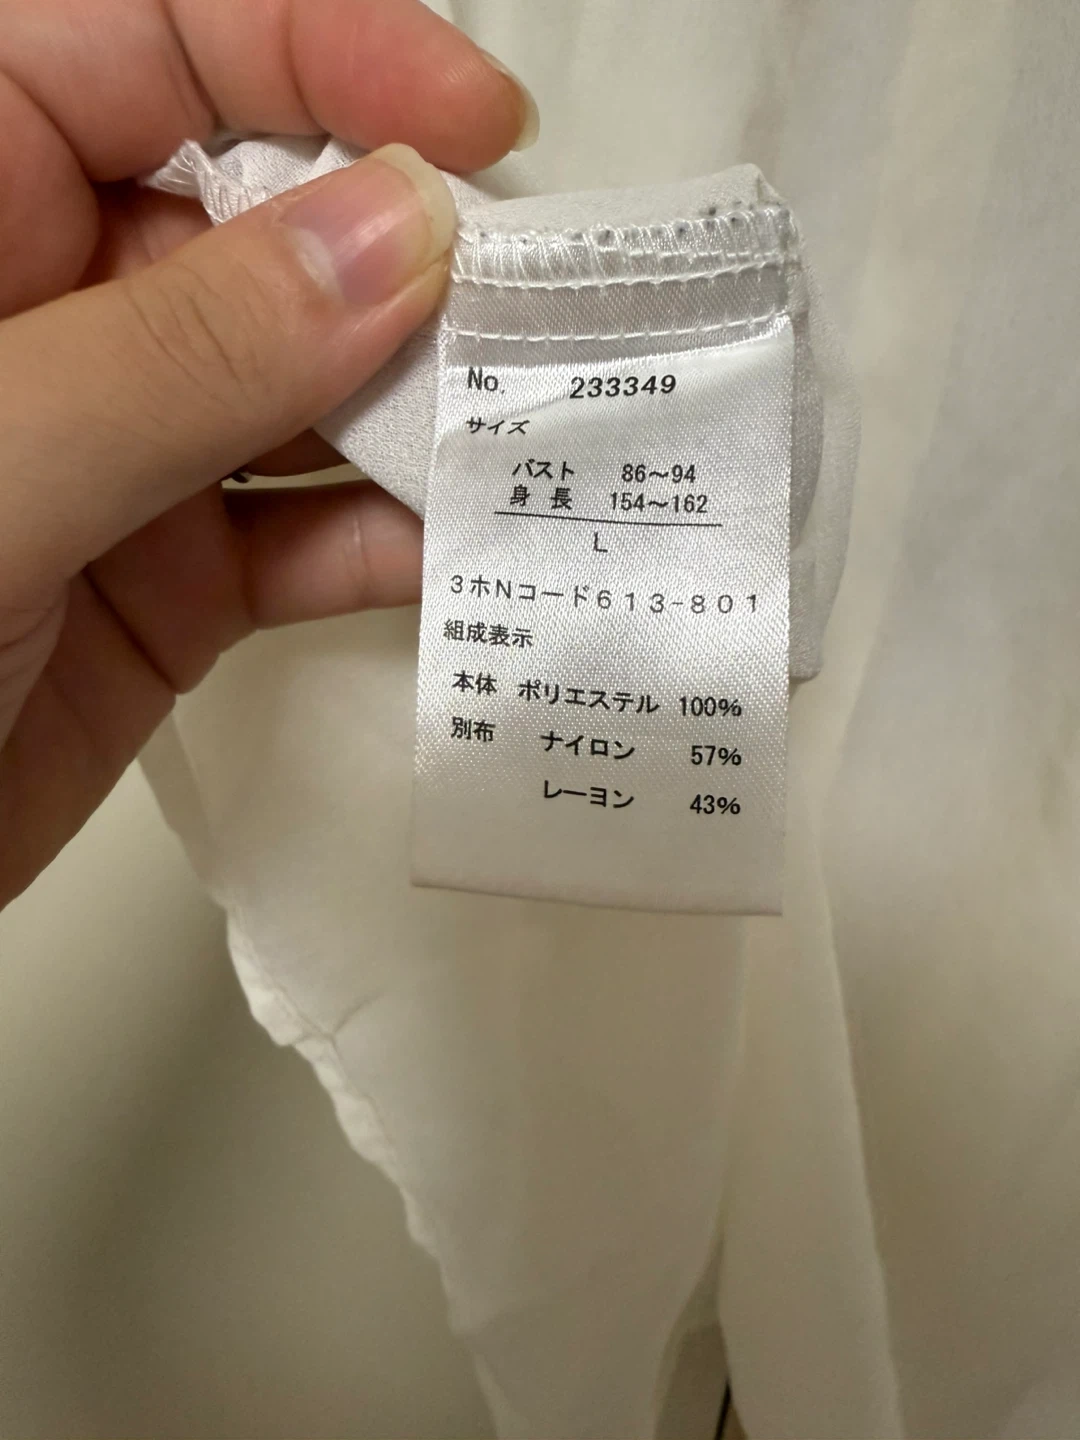 No. 233349
サイズ
バスト 86〜94
身長 154〜162
L
3ホNコード613-801
組成表示
本体 ポリエステル 100%
別布 ナイロン 57%
レーヨン 43%